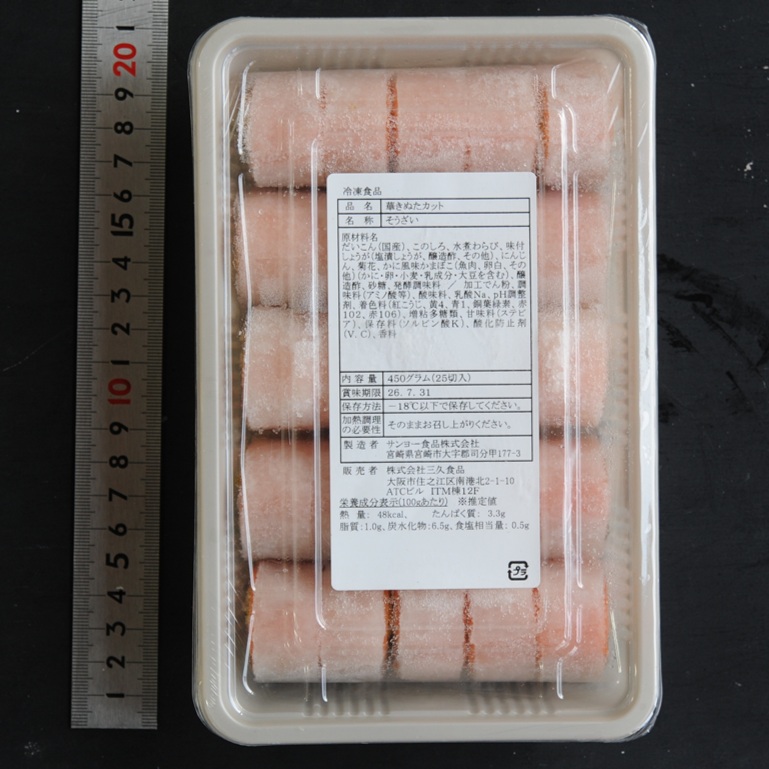 冷凍食品
品 名 華きぬたカット
名 称 そうざい
原材料名
だいこん(国産)、このしろ、水煮わらび、味付
しょうが(塩漬しょうが、醸造酢、その他)、にんじ
ん、菊花、かに風味かまぼこ(魚肉、卵白、その
他)(かに・卵・小麦・乳成分・大豆を含む)、醸
造酢、砂糖、発酵調味料 ／ 加工でん粉、調
味料(アミノ酸等)、酸味料、乳酸Na、pH調整
剤、着色料(紅こうじ、黄4、青1、銅葉緑素、赤
102、赤106)、増粘多糖類、甘味料(ステビ
ア)、保存料(ソルビン酸K)、酸化防止剤
(V.C)、香料
内 容 量 450グラム(25切入)
賞味期限 26. 7. 31
保存方法 －18℃以下で保存してください。
加熱調理
の必要性 そのままお召し上がりください。
製 造 者 サンヨー食品株式会社
宮崎県宮崎市大字郡司分甲177-3
販 売 者 株式会社三久食品
大阪市住之江区南港北2-1-10
ATCビル ITM棟12F
栄養成分表示(100gあたり) ※推定値
熱 量: 48kcal、 たんぱく質: 3.3g
脂質:1.0g、炭水化物:6.5g、食塩相当量: 0.5g
プラ
1 2 3 4 5 6 7 8 9 10 1 2 3 4 15 6 7 8 9 20 1